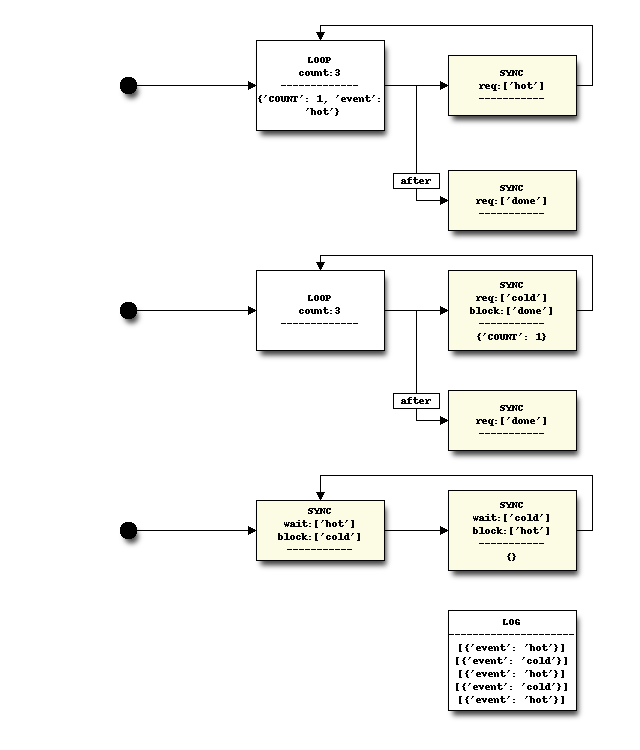 LOOP
count:3
-------------
{'COUNT': 1, 'event':
'hot'}
SYNC
req:['hot']
-----------
after
SYNC
req:['done']
-----------
LOOP
count:3
-------------
SYNC
req:['cold']
block:['done']
-----------
{'COUNT': 1}
after
SYNC
req:['done']
-----------
SYNC
wait:['hot']
block:['cold']
-----------
SYNC
wait:['cold']
block:['hot']
-----------
{}
LOG
---------------------
[{'event': 'hot'}]
[{'event': 'cold'}]
[{'event': 'hot'}]
[{'event': 'cold'}]
[{'event': 'hot'}]